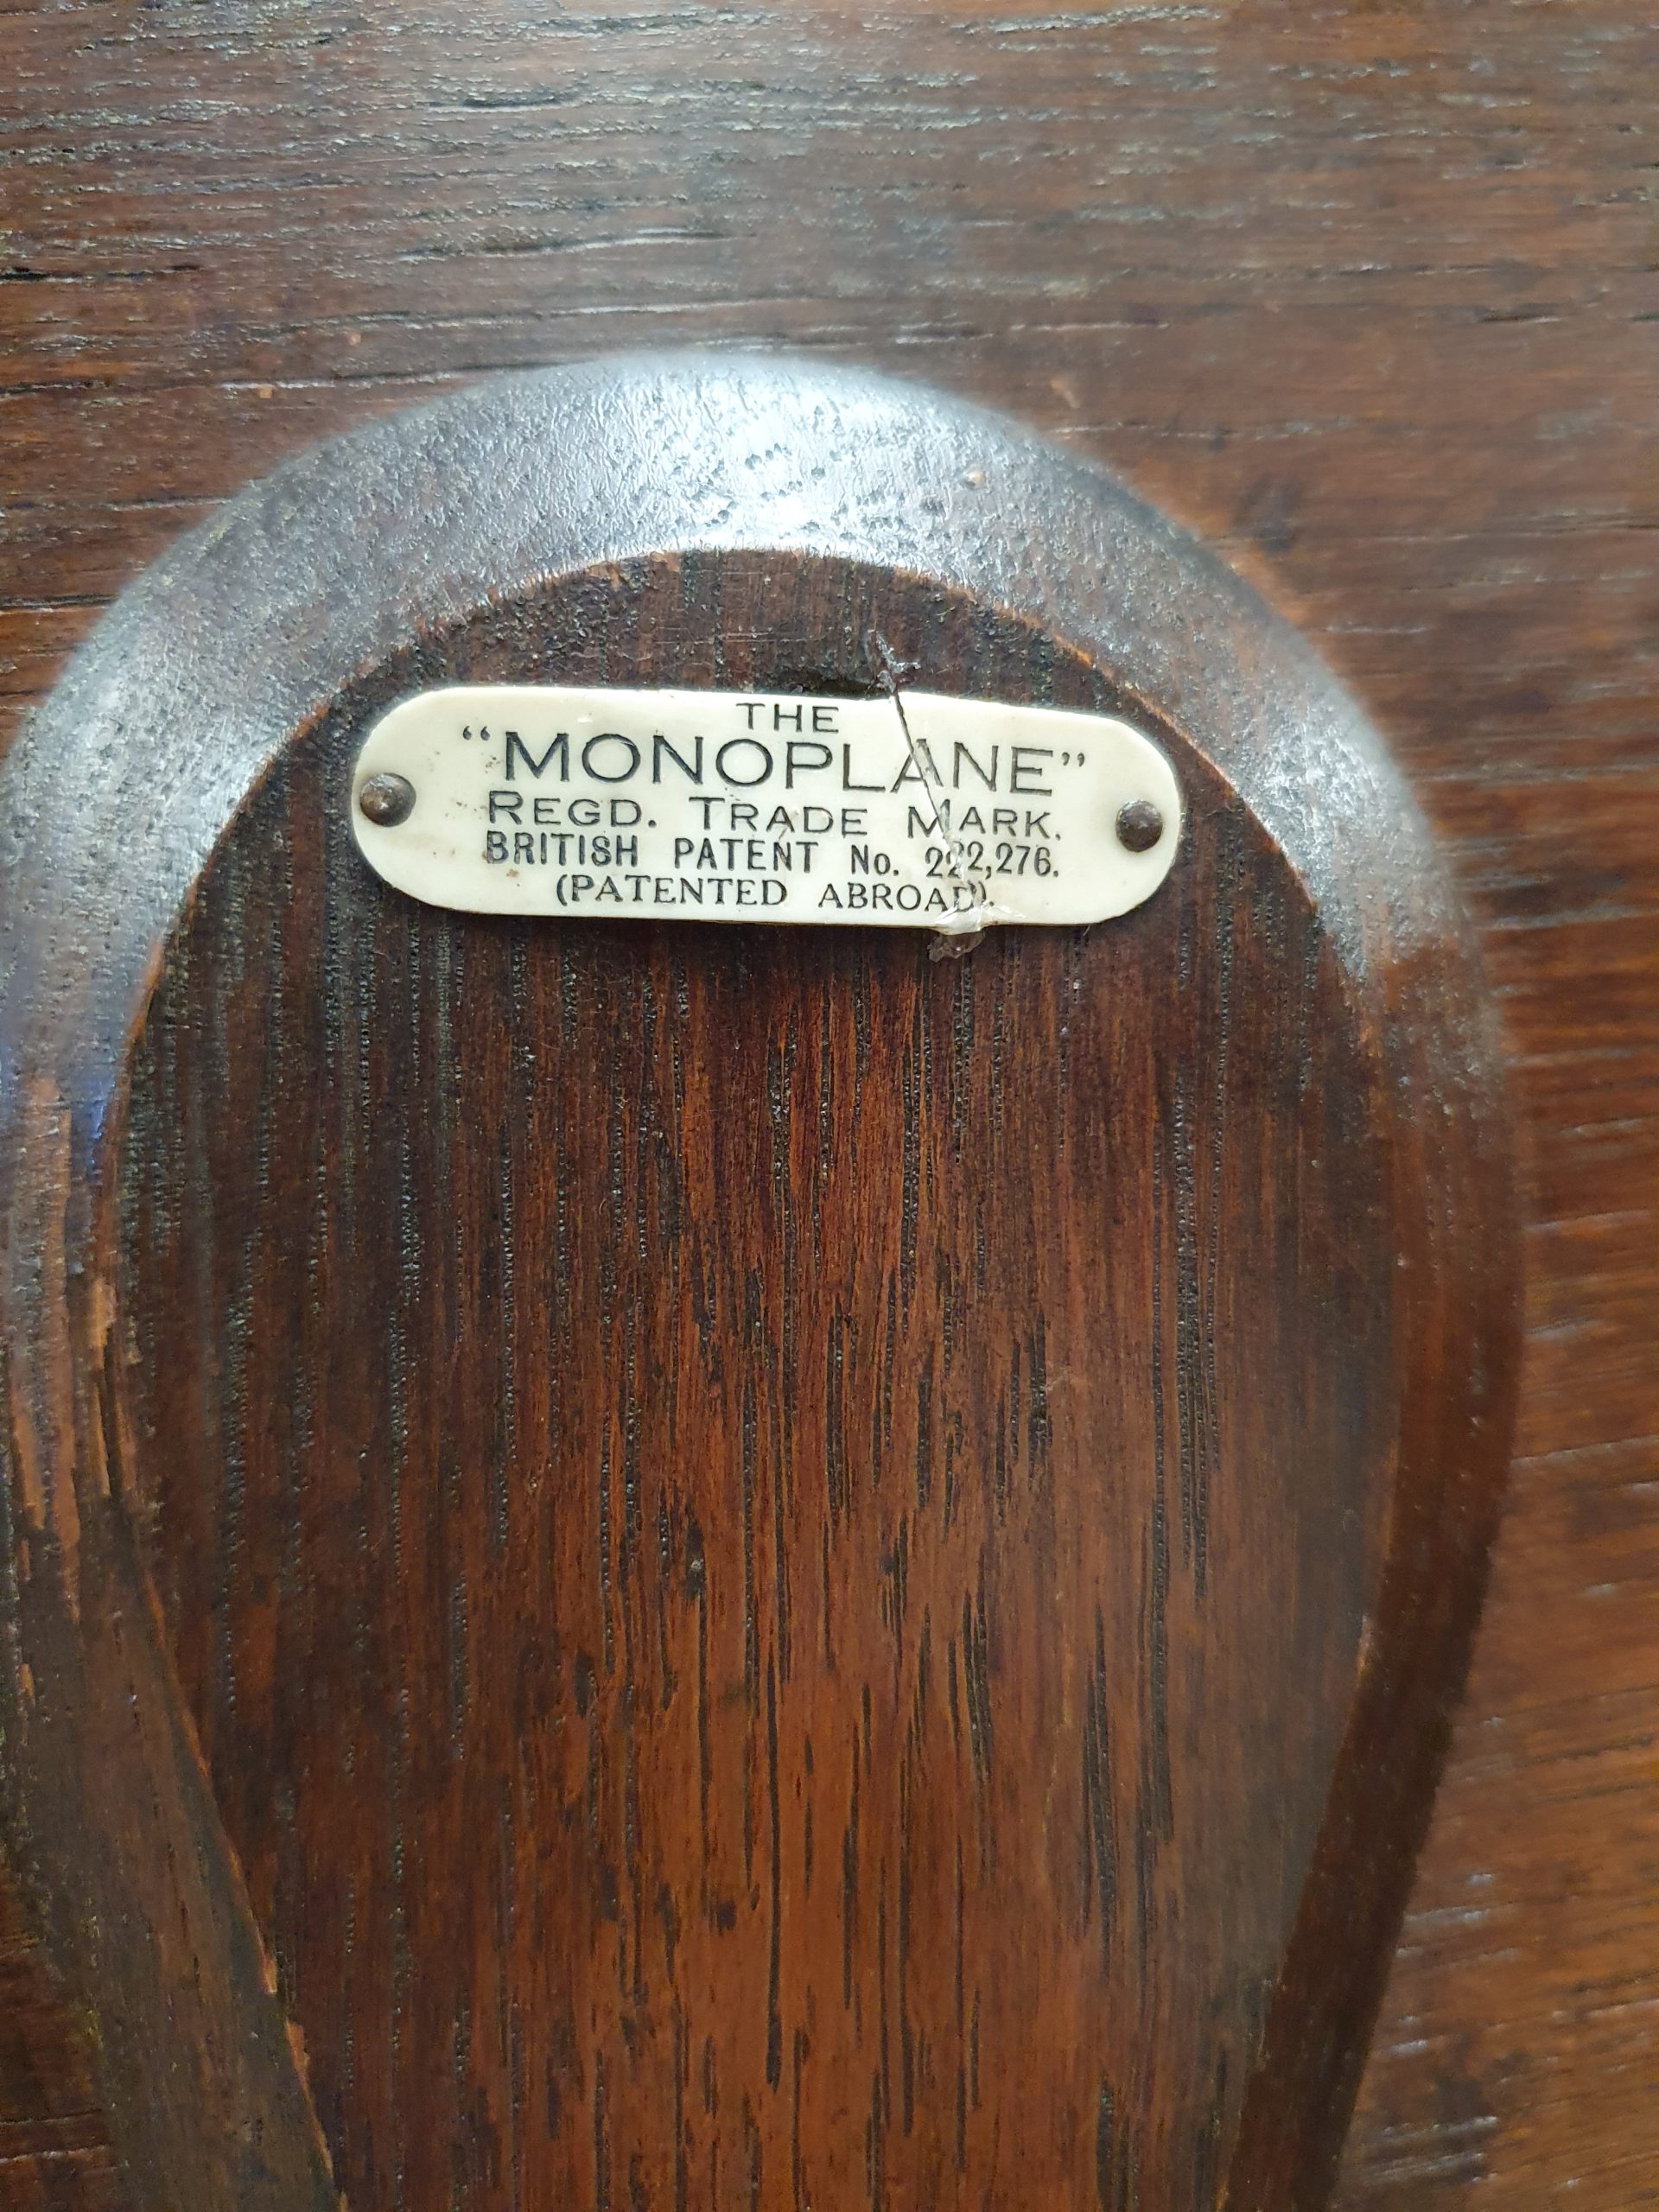 THE
“MONOPLANE”
REGD. TRADE MARK.
BRITISH PATENT No. 222,276.
(PATENTED ABROAD).